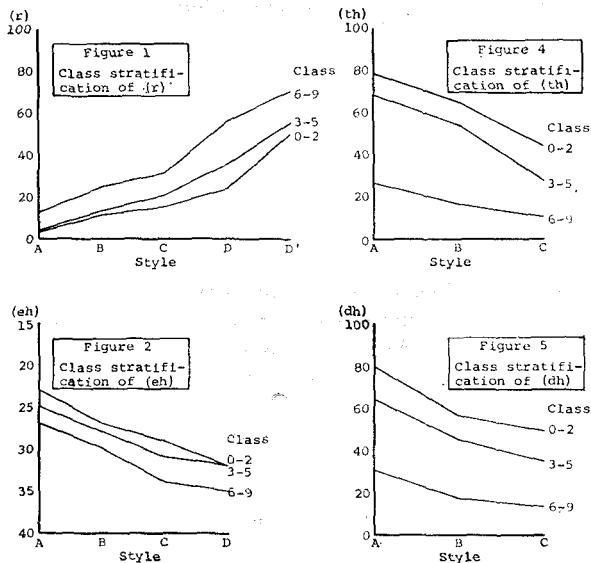 (r)
100
80
60
40
20
0
Figure 1
Class stratifi-
cation of (r)
Class
6-9
3-5
0-2
A B C D D'
Style
(th)
100
80
60
40
20
0
Figure 4
Class stratifi-
cation of (th)
Class
0-2
3-5
6-9
A B C
Style
(eh)
15
20
25
30
35
40
Figure 2
Class stratifi-
cation of (eh)
Class
0-2
3-5
6-9
A B C D
Style
(dh)
100
80
60
40
20
0
Figure 5
Class stratifi-
cation of (dh)
Class
0-2
3-5
6-9
A B C
Style